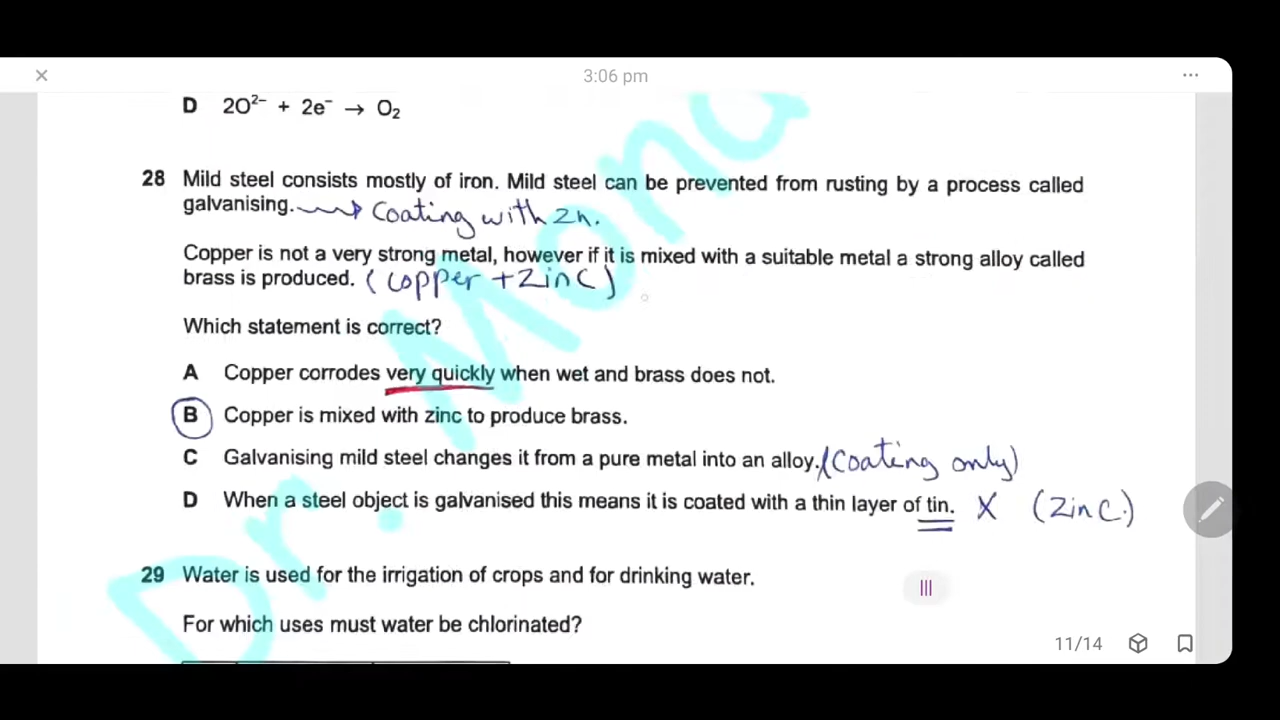 3:06 pm
D 2O²⁻ + 2e⁻ → O₂
28 Mild steel consists mostly of iron. Mild steel can be prevented from rusting by a process called
galvanising. → Coating with Zn.
Copper is not a very strong metal, however if it is mixed with a suitable metal a strong alloy called
brass is produced. (Copper + Zinc)
Which statement is correct?
A Copper corrodes very quickly when wet and brass does not.
B Copper is mixed with zinc to produce brass.
C Galvanising mild steel changes it from a pure metal into an alloy. (Coating only)
D When a steel object is galvanised this means it is coated with a thin layer of tin. X (Zinc.)
29 Water is used for the irrigation of crops and for drinking water.
For which uses must water be chlorinated?
11/14
Dr. Mona